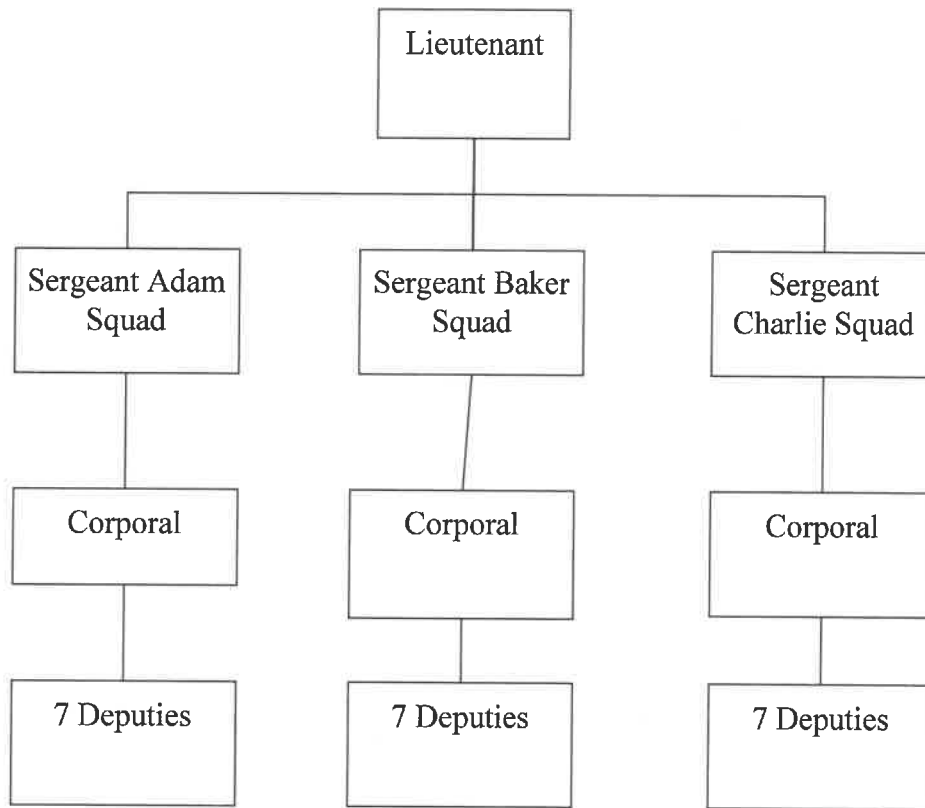 Lieutenant
Sergeant Adam
Squad
Sergeant Baker
Squad
Sergeant
Charlie Squad
Corporal
Corporal
Corporal
7 Deputies
7 Deputies
7 Deputies